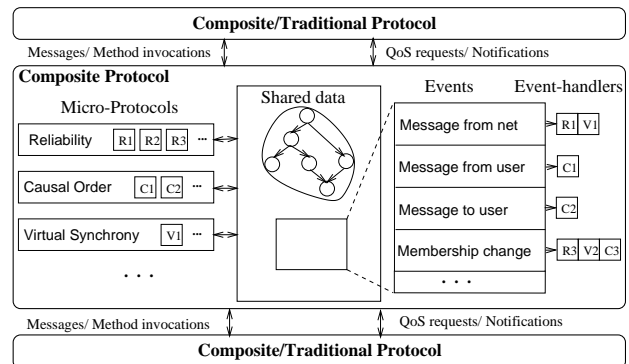 Composite/Traditional Protocol
Messages/ Method invocations
QoS requests/ Notifications
Composite Protocol
Micro-Protocols
Shared data
Events
Event-handlers
Reliability R1 R2 R3 ...
Causal Order C1 C2 ...
Virtual Synchrony V1 ...
. . .
Message from net R1 V1
Message from user C1
Message to user C2
Membership change R3 V2 C3
. . .
Messages/ Method invocations
QoS requests/ Notifications
Composite/Traditional Protocol